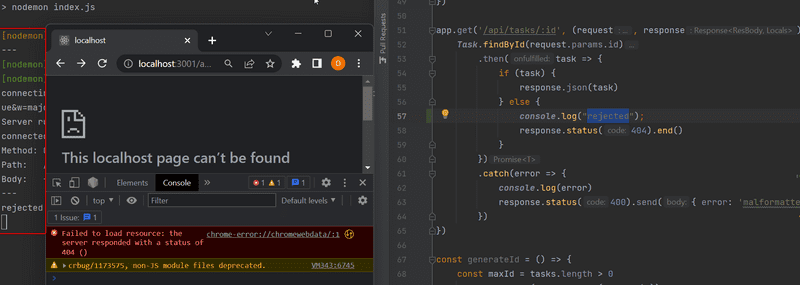 > nodemon index.js
[nodemon]
---
[nodemo
[nodemo
connectin
ue&w=majo
Server ru
connected
Method: G
Path:
Body:
---
rejected
localhost
localhost:3001/a...
D
This localhost page can't be found
Elements
Console
»
1
1
1
top
Filter
Default levels
1 Issue:
1
Failed to load resource: the
server responded with a status of
404 ()
chrome-error://chromewebdata/:1
crbug/1173575, non-JS module files deprecated.
VM343:6745
>
Pull Requests
49
50
51
52
53
54
55
56
57
58
59
60
61
62
63
64
65
66
67
68
})
app.get('/api/tasks/:id', (request : ... , response : Response<ResBody, Locals>
Task.findById(request.params.id) ...
.then( onfulfilled: task => {
if (task) {
response.json(task)
} else {
console.log("rejected");
response.status( code: 404).end()
}
}) Promise<T>
.catch(error => {
console.log(error)
response.status( code: 400).send( body: { error: 'malformatte
})
})
const generateId = () => {
const maxId = tasks.length > 0